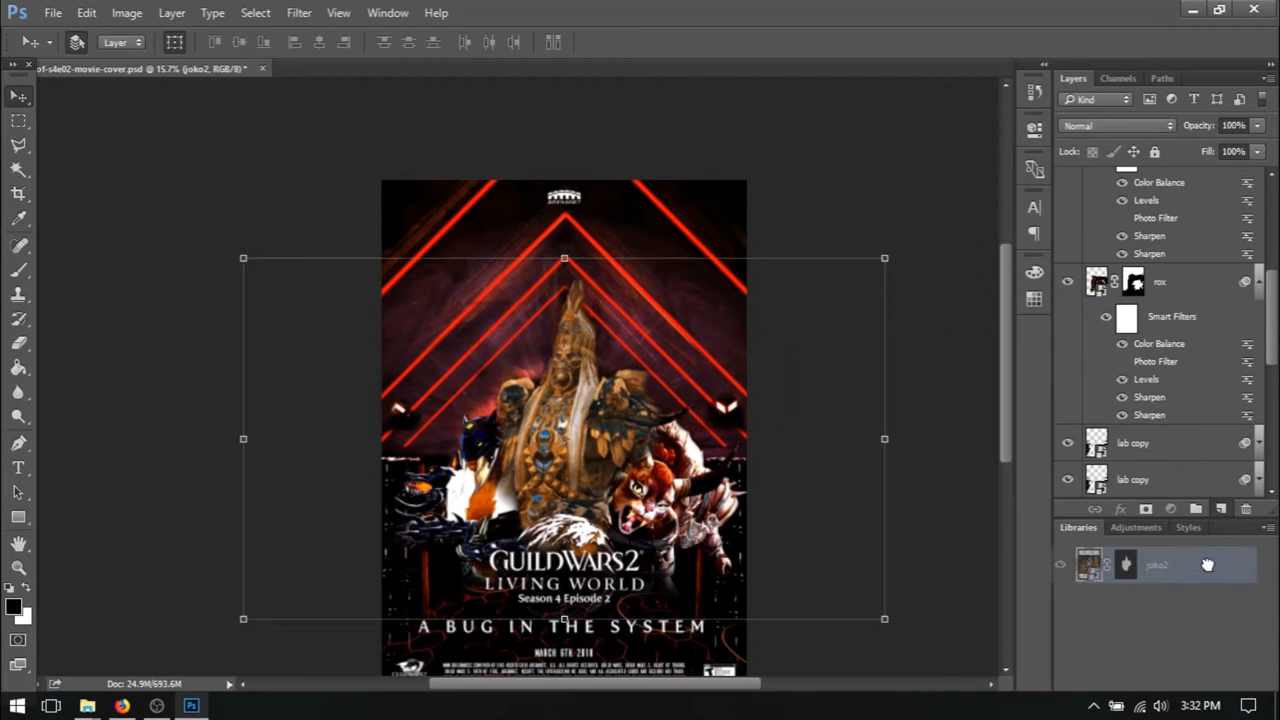 Ps File Edit Image Layer Type Select Filter View Window Help
Layer
of-s4e02-movie-cover.psd @ 15.7% (joko2, RGB/8) *
Layers Channels Paths
Kind
Normal Opacity: 100%
Lock: Fill: 100%
Color Balance
Levels
Photo Filter
Sharpen
Sharpen
rox
Smart Filters
Color Balance
Photo Filter
Levels
Sharpen
Sharpen
lab copy
lab copy
Libraries Adjustments Styles
joko2
ARENANET
GUILDWARS2
LIVING WORLD
Season 4 Episode 2
A BUG IN THE SYSTEM
MARCH 6TH 2018
Doc: 24.9M/693.6M
Ps
3:32 PM